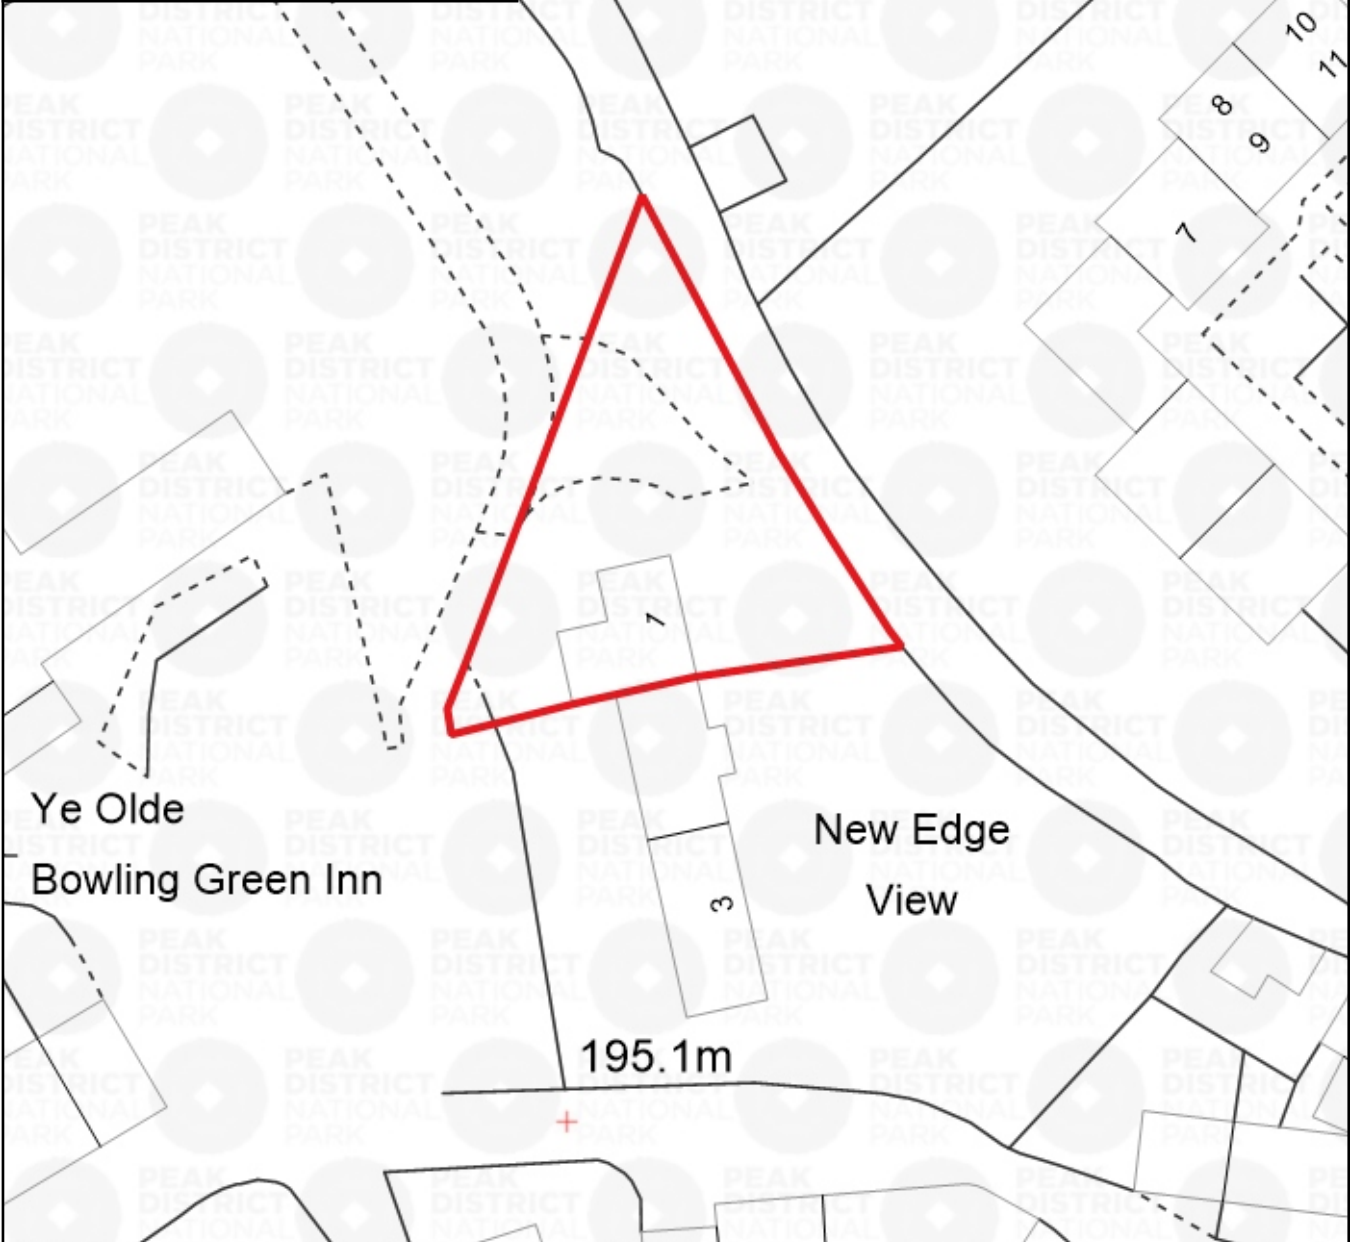 10
11
8
9
7
1
Ye Olde
Bowling Green Inn
New Edge
View
3
195.1m
PEAK
DISTRICT
NATIONAL
PARK